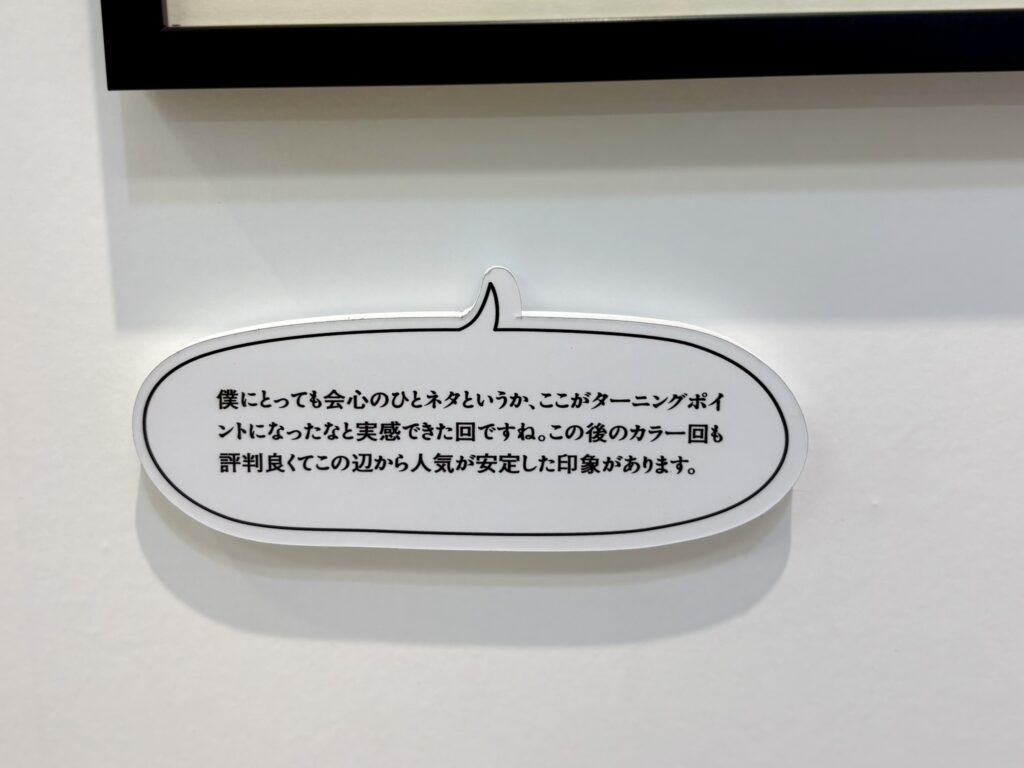 僕にとっても会心のひとネタというか、ここがターニングポイ
ントになったなと実感できた回ですね。この後のカラー回も
評判良くてこの辺から人気が安定した印象があります。